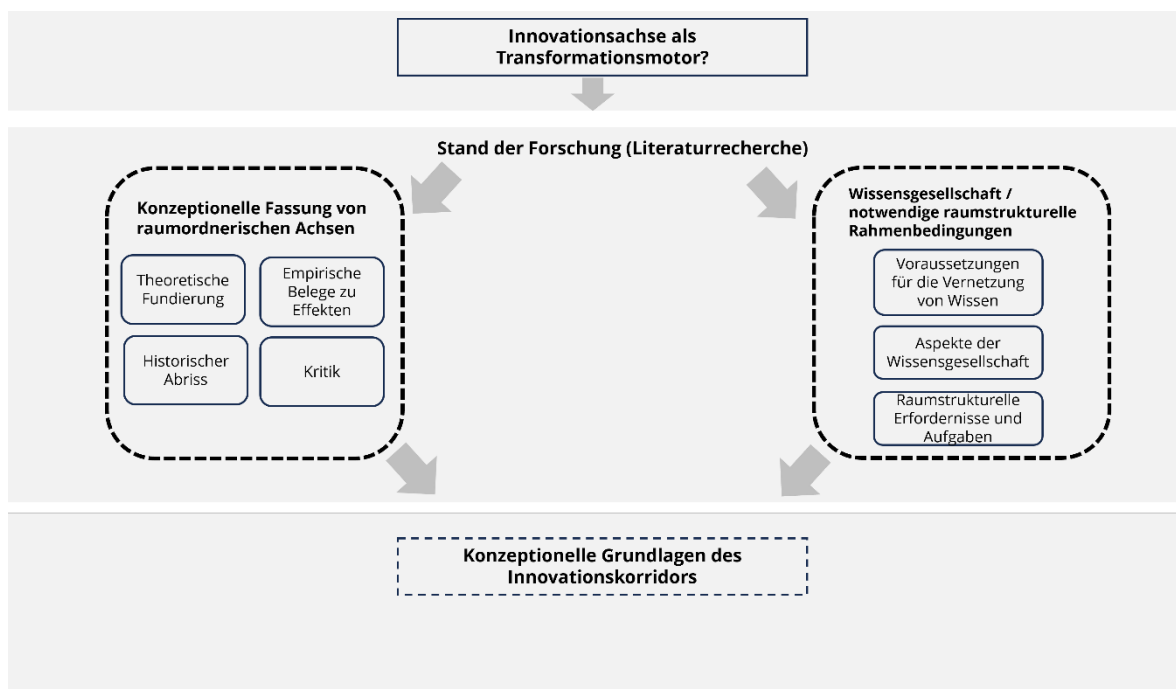 Innovationsachse als
Transformationsmotor?
Stand der Forschung (Literaturrecherche)
Konzeptionelle Fassung von
raumordnerischen Achsen
Theoretische
Fundierung
Empirische
Belege zu
Effekten
Historischer
Abriss
Kritik
Wissensgesellschaft /
notwendige raumstrukturelle
Rahmenbedingungen
Voraussetzungen
für die Vernetzung
von Wissen
Aspekte der
Wissensgesellschaft
Raumstrukturelle
Erfordernisse und
Aufgaben
Konzeptionelle Grundlagen des
Innovationskorridors